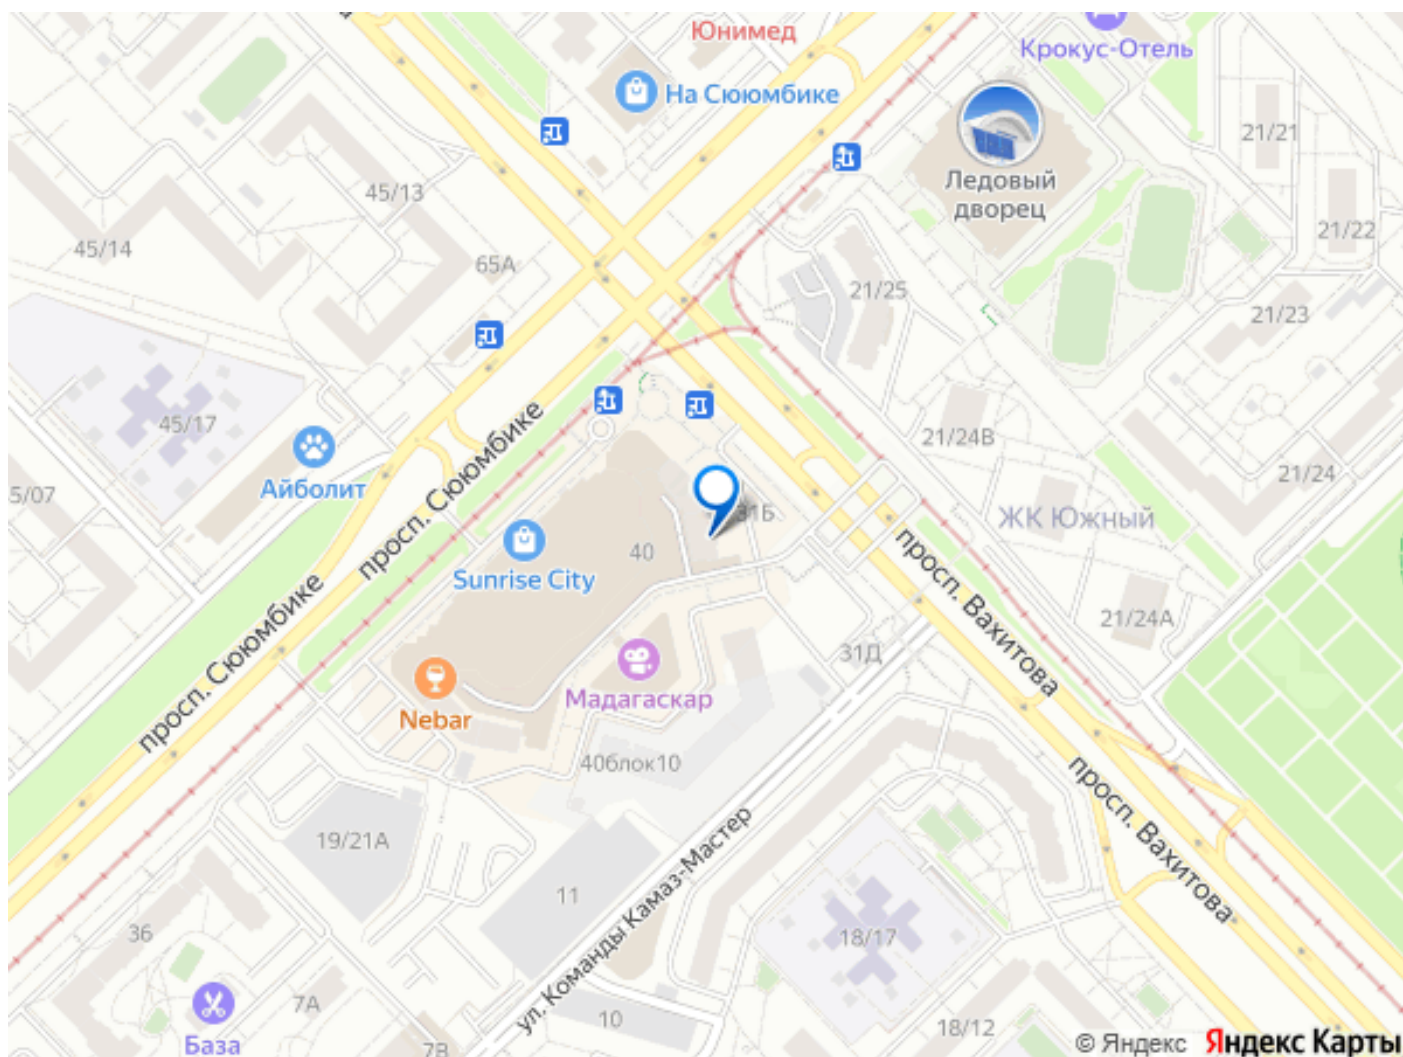 Юнимед
Крокус-Отель
На Сююмбике
21/21
Ледовый
дворец
45/13
21/22
45/14
65А
21/25
21/23
45/17
просп. Сююмбике
21/24В
21/24
Айболит
5/07
31Б
ЖК Южный
40
Sunrise City
просп. Вахитова
просп. Сююмбике
21/24А
31Д
Мадагаскар
Nebar
40блок10
просп. Вахитова
19/21А
ул. Команды Камаз-Мастер
11
36
18/17
7А
10
18/12
База
7В
© Яндекс Яндекс Карты